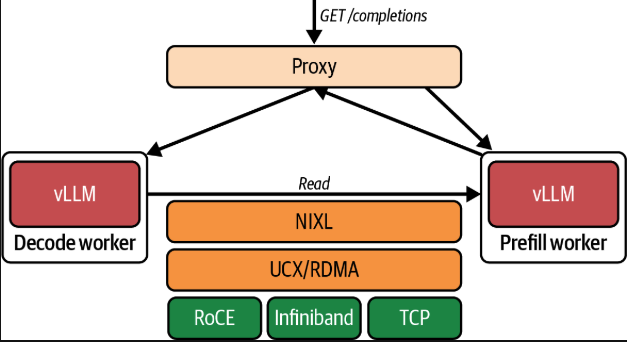 GET /completions
Proxy
vLLM
Decode worker
Read
vLLM
Prefill worker
NIXL
UCX/RDMA
RoCE
Infiniband
TCP